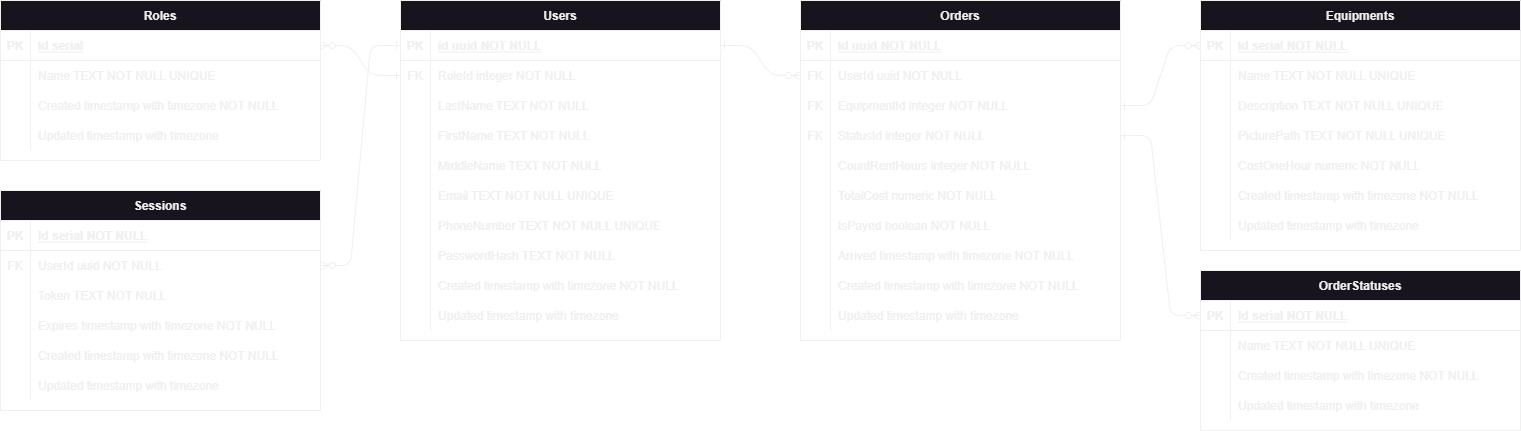 Roles
PK Id serial
Name TEXT NOT NULL UNIQUE
Created timestamp with timezone NOT NULL
Updated timestamp with timezone
Sessions
PK Id serial NOT NULL
FK UserId uuid NOT NULL
Token TEXT NOT NULL
Expires timestamp with timezone NOT NULL
Created timestamp with timezone NOT NULL
Updated timestamp with timezone
Users
PK Id uuid NOT NULL
FK RoleId integer NOT NULL
LastName TEXT NOT NULL
FirstName TEXT NOT NULL
MiddleName TEXT NOT NULL
Email TEXT NOT NULL UNIQUE
PhoneNumber TEXT NOT NULL UNIQUE
PasswordHash TEXT NOT NULL
Created timestamp with timezone NOT NULL
Updated timestamp with timezone
Orders
PK Id uuid NOT NULL
FK UserId uuid NOT NULL
FK EquipmentId integer NOT NULL
FK StatusId integer NOT NULL
CountRentHours integer NOT NULL
TotalCost numeric NOT NULL
IsPayed boolean NOT NULL
Arrived timestamp with timezone NOT NULL
Created timestamp with timezone NOT NULL
Updated timestamp with timezone
Equipments
PK Id serial NOT NULL
Name TEXT NOT NULL UNIQUE
Description TEXT NOT NULL UNIQUE
PicturePath TEXT NOT NULL UNIQUE
CostOneHour numeric NOT NULL
Created timestamp with timezone NOT NULL
Updated timestamp with timezone
OrderStatuses
PK Id serial NOT NULL
Name TEXT NOT NULL UNIQUE
Created timestamp with timezone NOT NULL
Updated timestamp with timezone